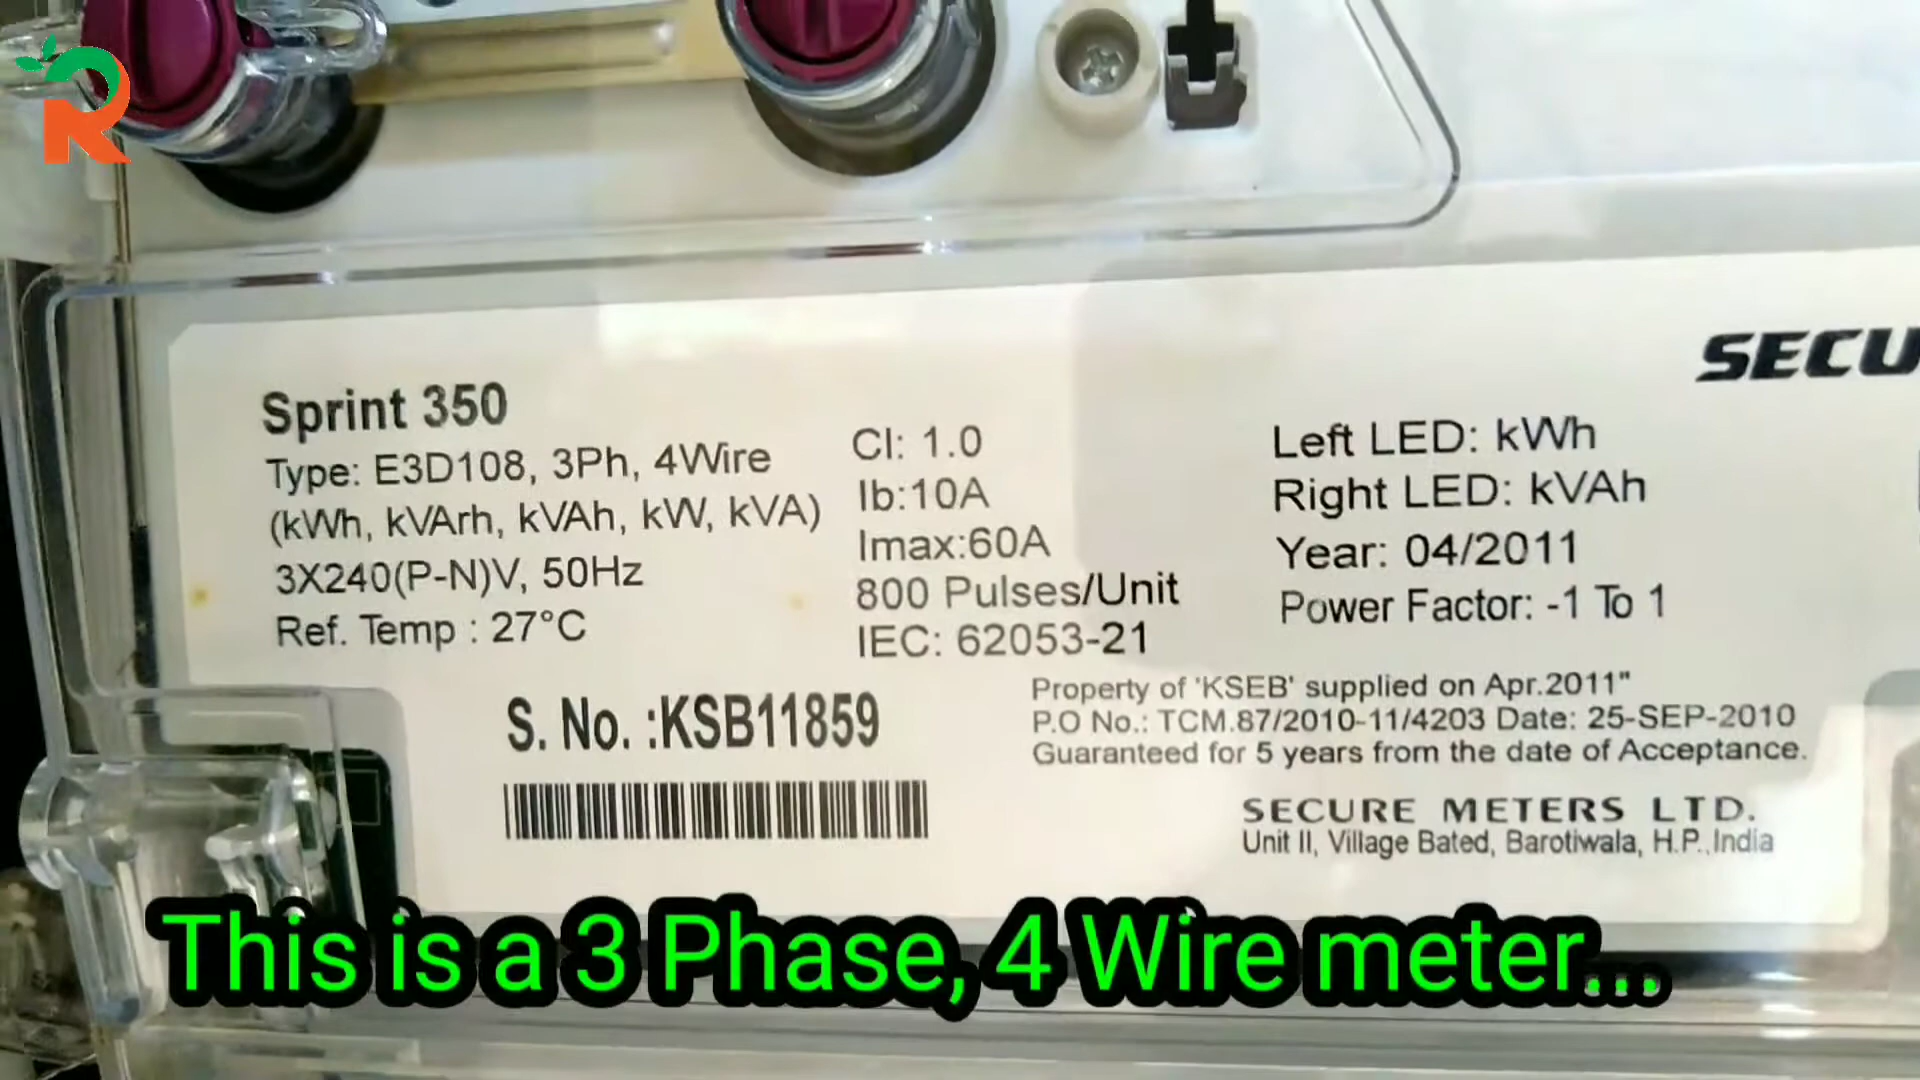 R
SECU
Sprint 350
Type: E3D108, 3Ph, 4Wire
(kWh, kVArh, kVAh, kW, kVA)
3X240(P-N)V, 50Hz
Ref. Temp : 27°C
Cl: 1.0
Ib:10A
Imax:60A
800 Pulses/Unit
IEC: 62053-21
Left LED: kWh
Right LED: kVAh
Year: 04/2011
Power Factor: -1 To 1
S. No. :KSB11859
Property of 'KSEB' supplied on Apr.2011"
P.O No.: TCM.87/2010-11/4203 Date: 25-SEP-2010
Guaranteed for 5 years from the date of Acceptance.
SECURE METERS LTD.
Unit II, Village Bated, Barotiwala, H.P.,India
This is a 3 Phase, 4 Wire meter...